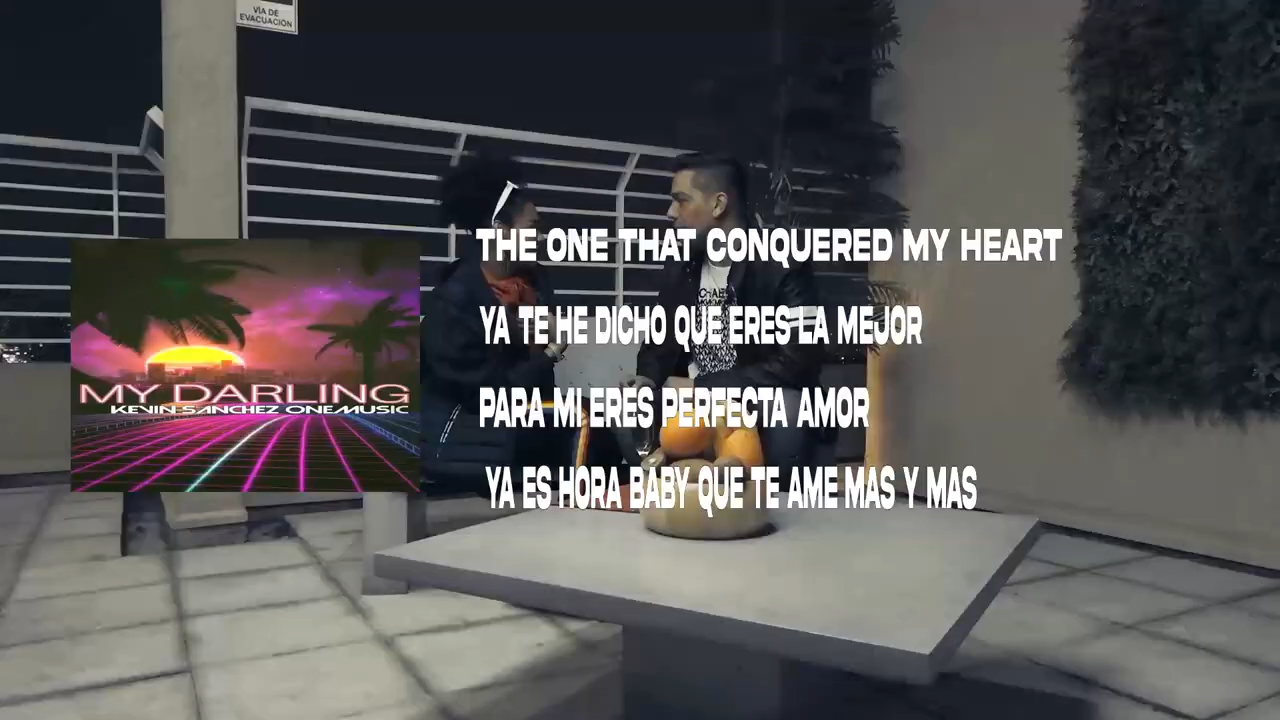 VÍA DE
EVACUACIÓN
THE ONE THAT CONQUERED MY HEART
YA TE HE DICHO QUE ERES LA MEJOR
MY DARLING
KEVIN SANCHEZ ONEMUSIC
PARA MI ERES PERFECTA AMOR
YA ES HORA BABY QUE TE AME MAS Y MAS